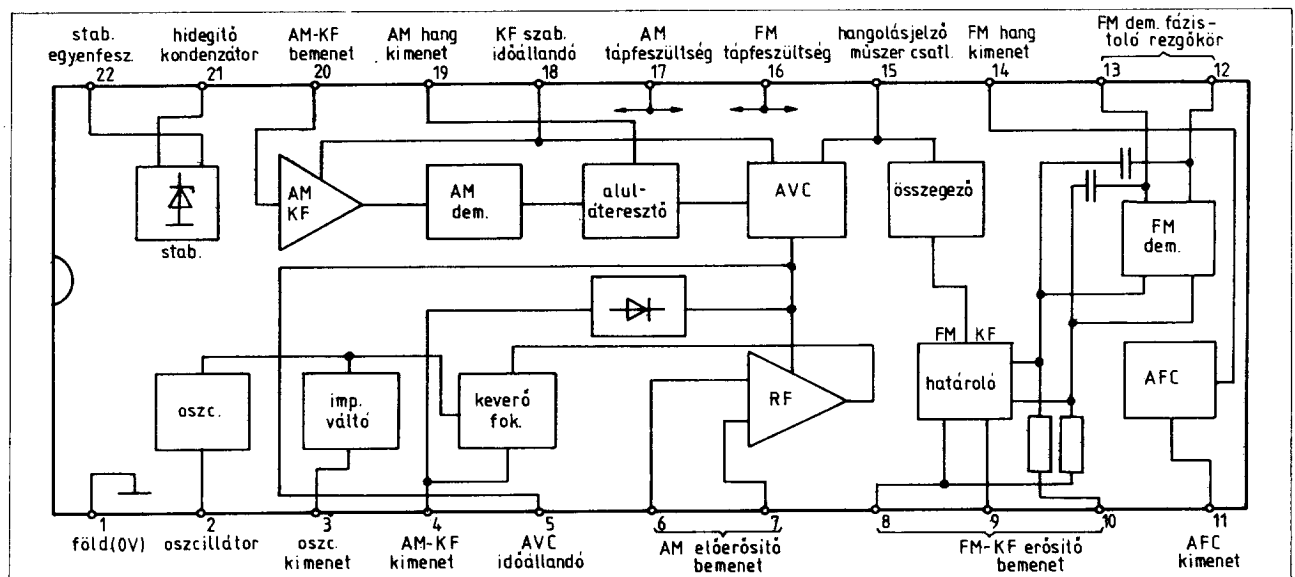 stab. egyenfesz.
22
hidegítő kondenzátor
21
AM-KF bemenet
20
AM hang kimenet
19
KF szab. időállandó
18
AM tápfeszültség
17
FM tápfeszültség
16
hangolásjelző műszer csatl.
15
FM hang kimenet
14
FM dem. fázis-
toló rezgőkör
13
12
stab.
AM KF
AM dem.
alul-
áteresztő
AVC
összegező
FM dem.
oszc.
imp. váltó
keverő fok.
RF
FM KF
határoló
AFC
1
föld(0V)
2
oszcillátor
3
oszc. kimenet
4
AM-KF kimenet
5
AVC időállandó
6
7
AM előerősítő bemenet
8
9
10
FM-KF erősítő bemenet
11
AFC kimenet